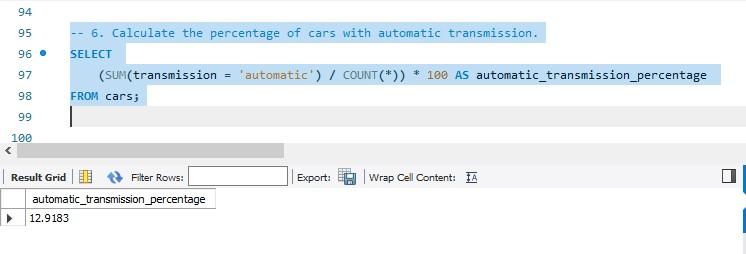 94
95 -- 6. Calculate the percentage of cars with automatic transmission.
96 SELECT
97 (SUM(transmission = 'automatic') / COUNT(*)) * 100 AS automatic_transmission_percentage
98 FROM cars;
99
100
Result Grid Filter Rows: Export: Wrap Cell Content: IA
automatic_transmission_percentage
12.9183